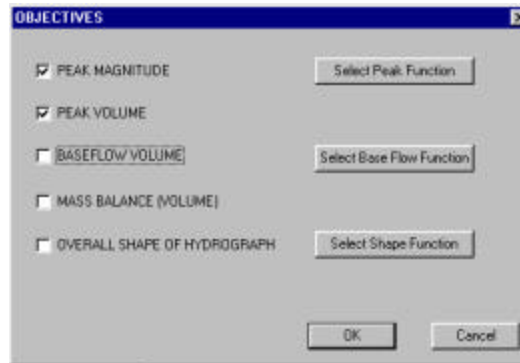 OBJECTIVES
PEAK MAGNITUDE
Select Peak Function
PEAK VOLUME
BASEFLOW VOLUME
Select Base Flow Function
MASS BALANCE (VOLUME)
OVERALL SHAPE OF HYDROGRAPH
Select Shape Function
OK
Cancel